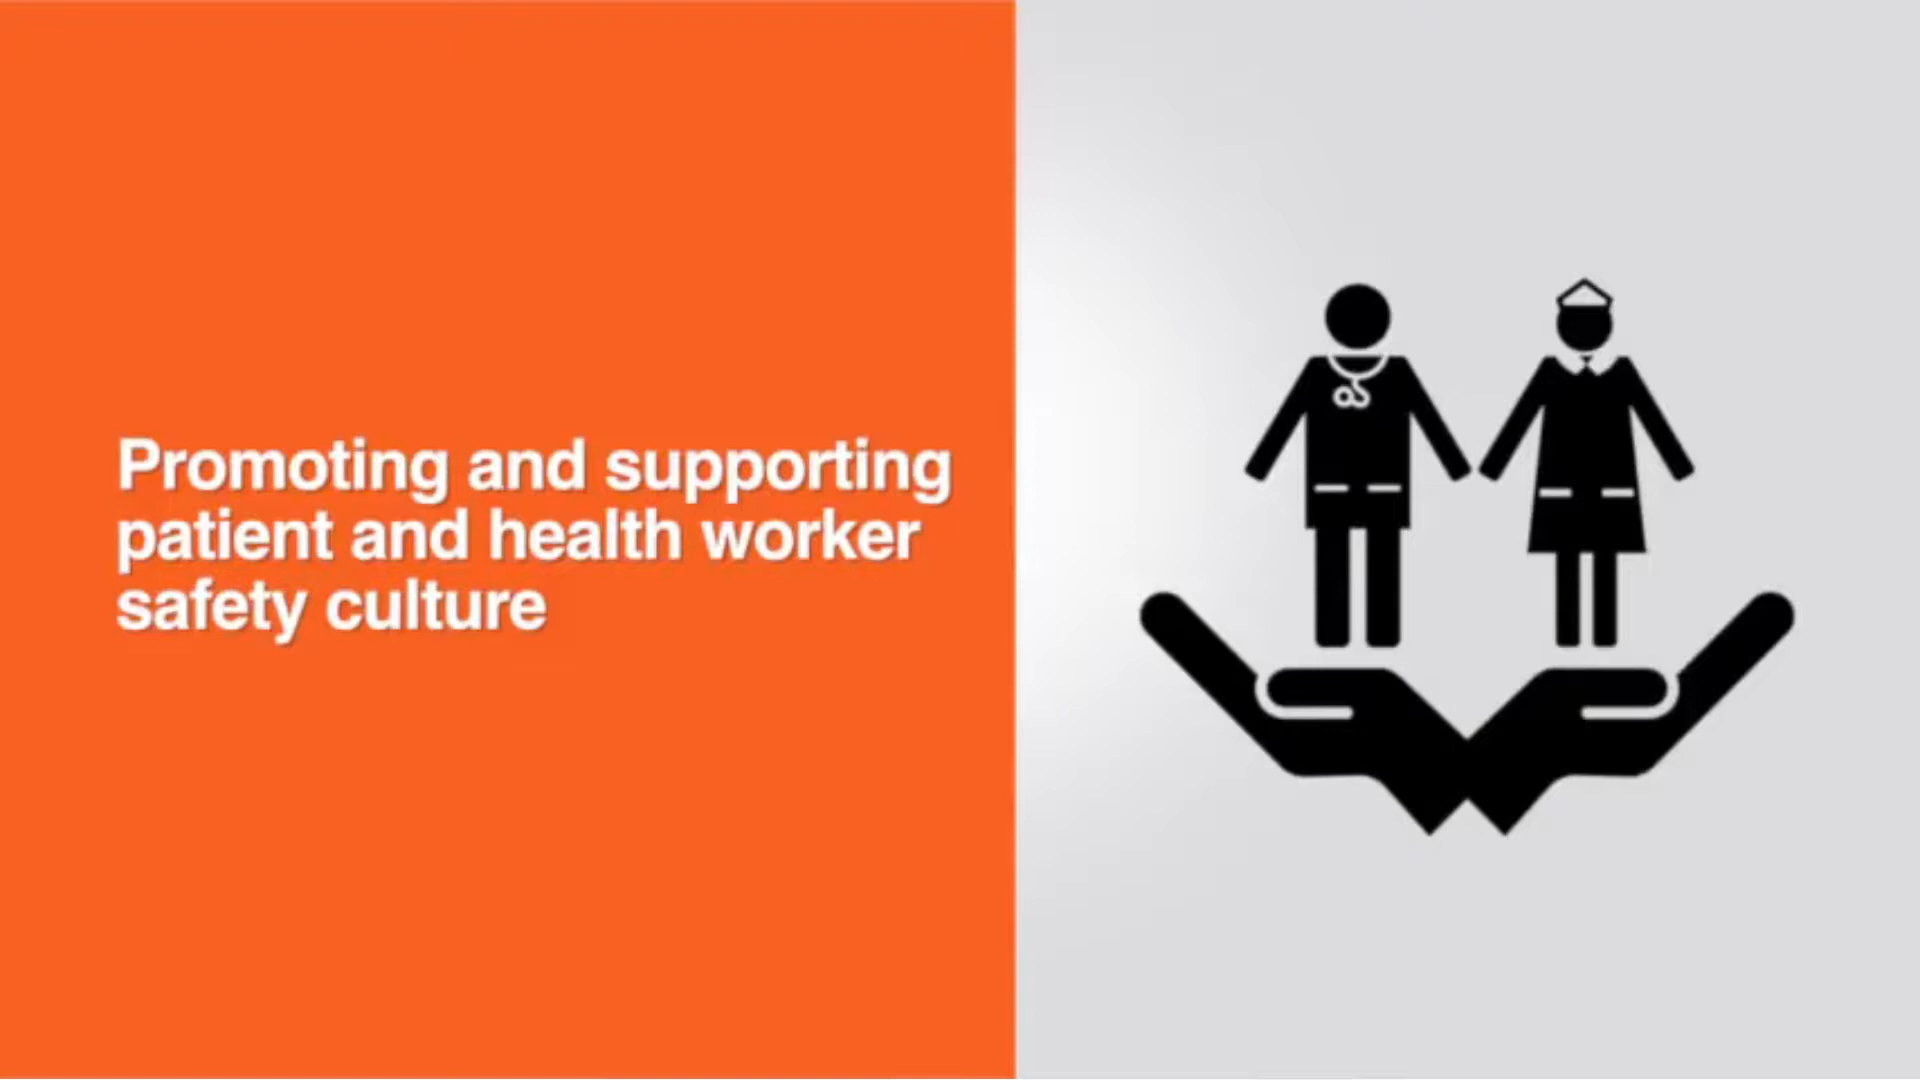 Promoting and supporting
patient and health worker
safety culture